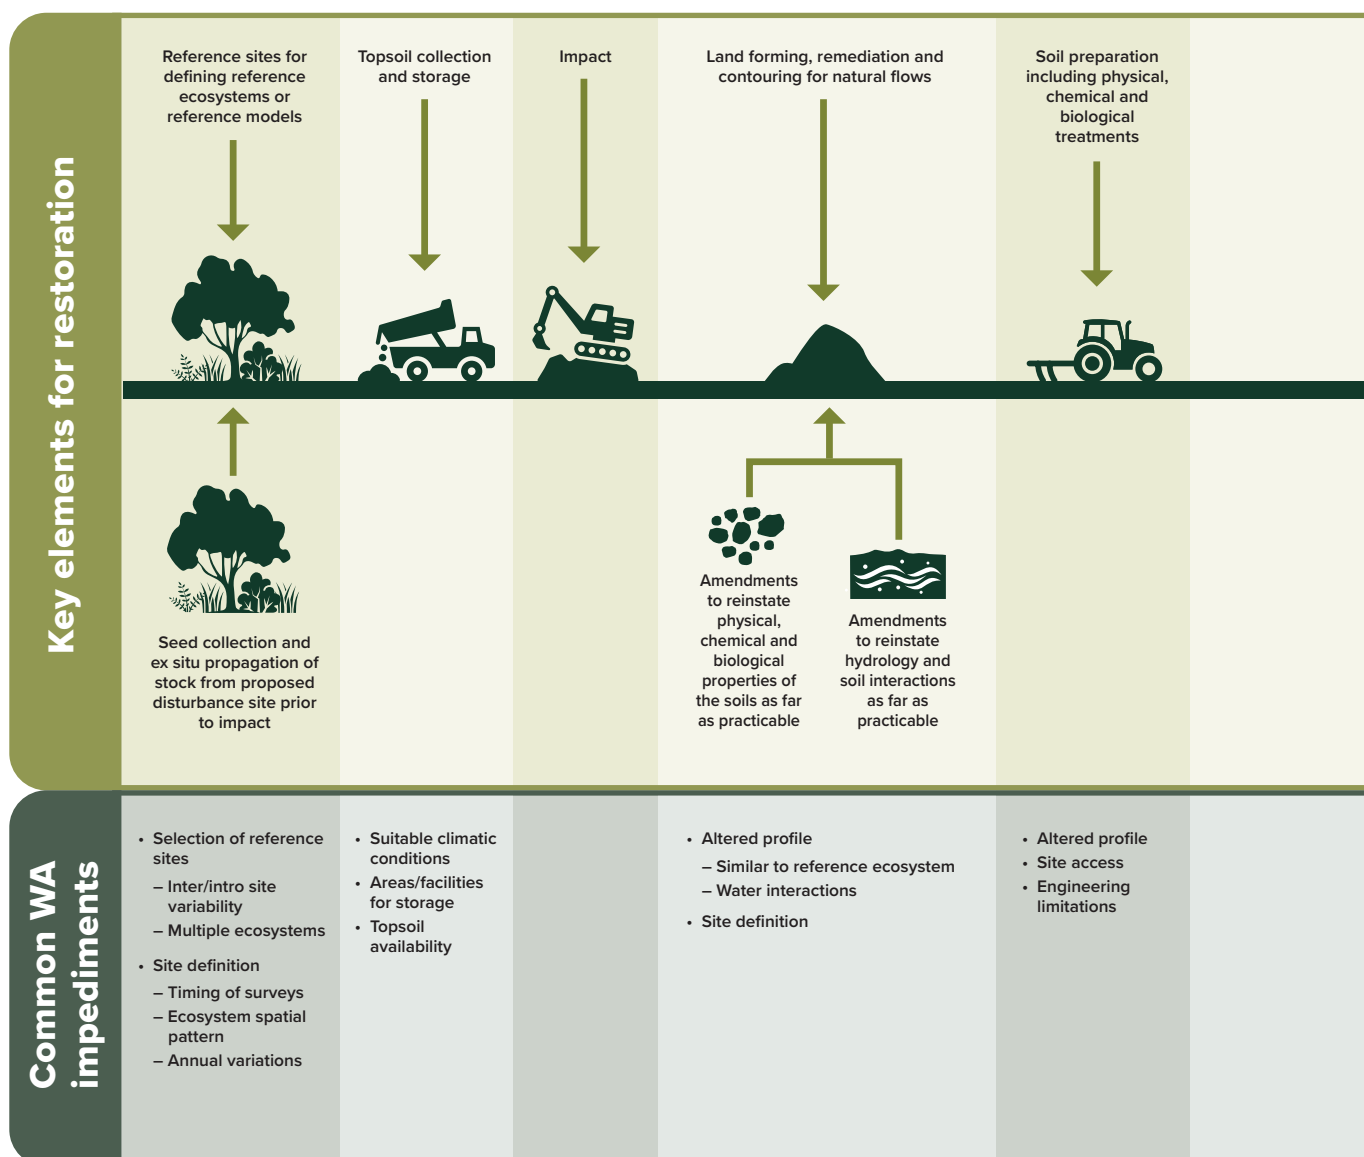 Key elements for restoration
Reference sites for
defining reference
ecosystems or
reference models
Topsoil collection
and storage
Impact
Land forming, remediation and
contouring for natural flows
Soil preparation
including physical,
chemical and
biological
treatments
Seed collection and
ex situ propagation of
stock from proposed
disturbance site prior
to impact
Amendments
to reinstate
physical,
chemical and
biological
properties of
the soils as far
as practicable
Amendments
to reinstate
hydrology and
soil interactions
as far as
practicable
Common WA
impediments
• Selection of reference
sites
– Inter/intro site
variability
– Multiple ecosystems
• Site definition
– Timing of surveys
– Ecosystem spatial
pattern
– Annual variations
• Suitable climatic
conditions
• Areas/facilities
for storage
• Topsoil
availability
• Altered profile
– Similar to reference ecosystem
– Water interactions
• Site definition
• Altered profile
• Site access
• Engineering
limitations